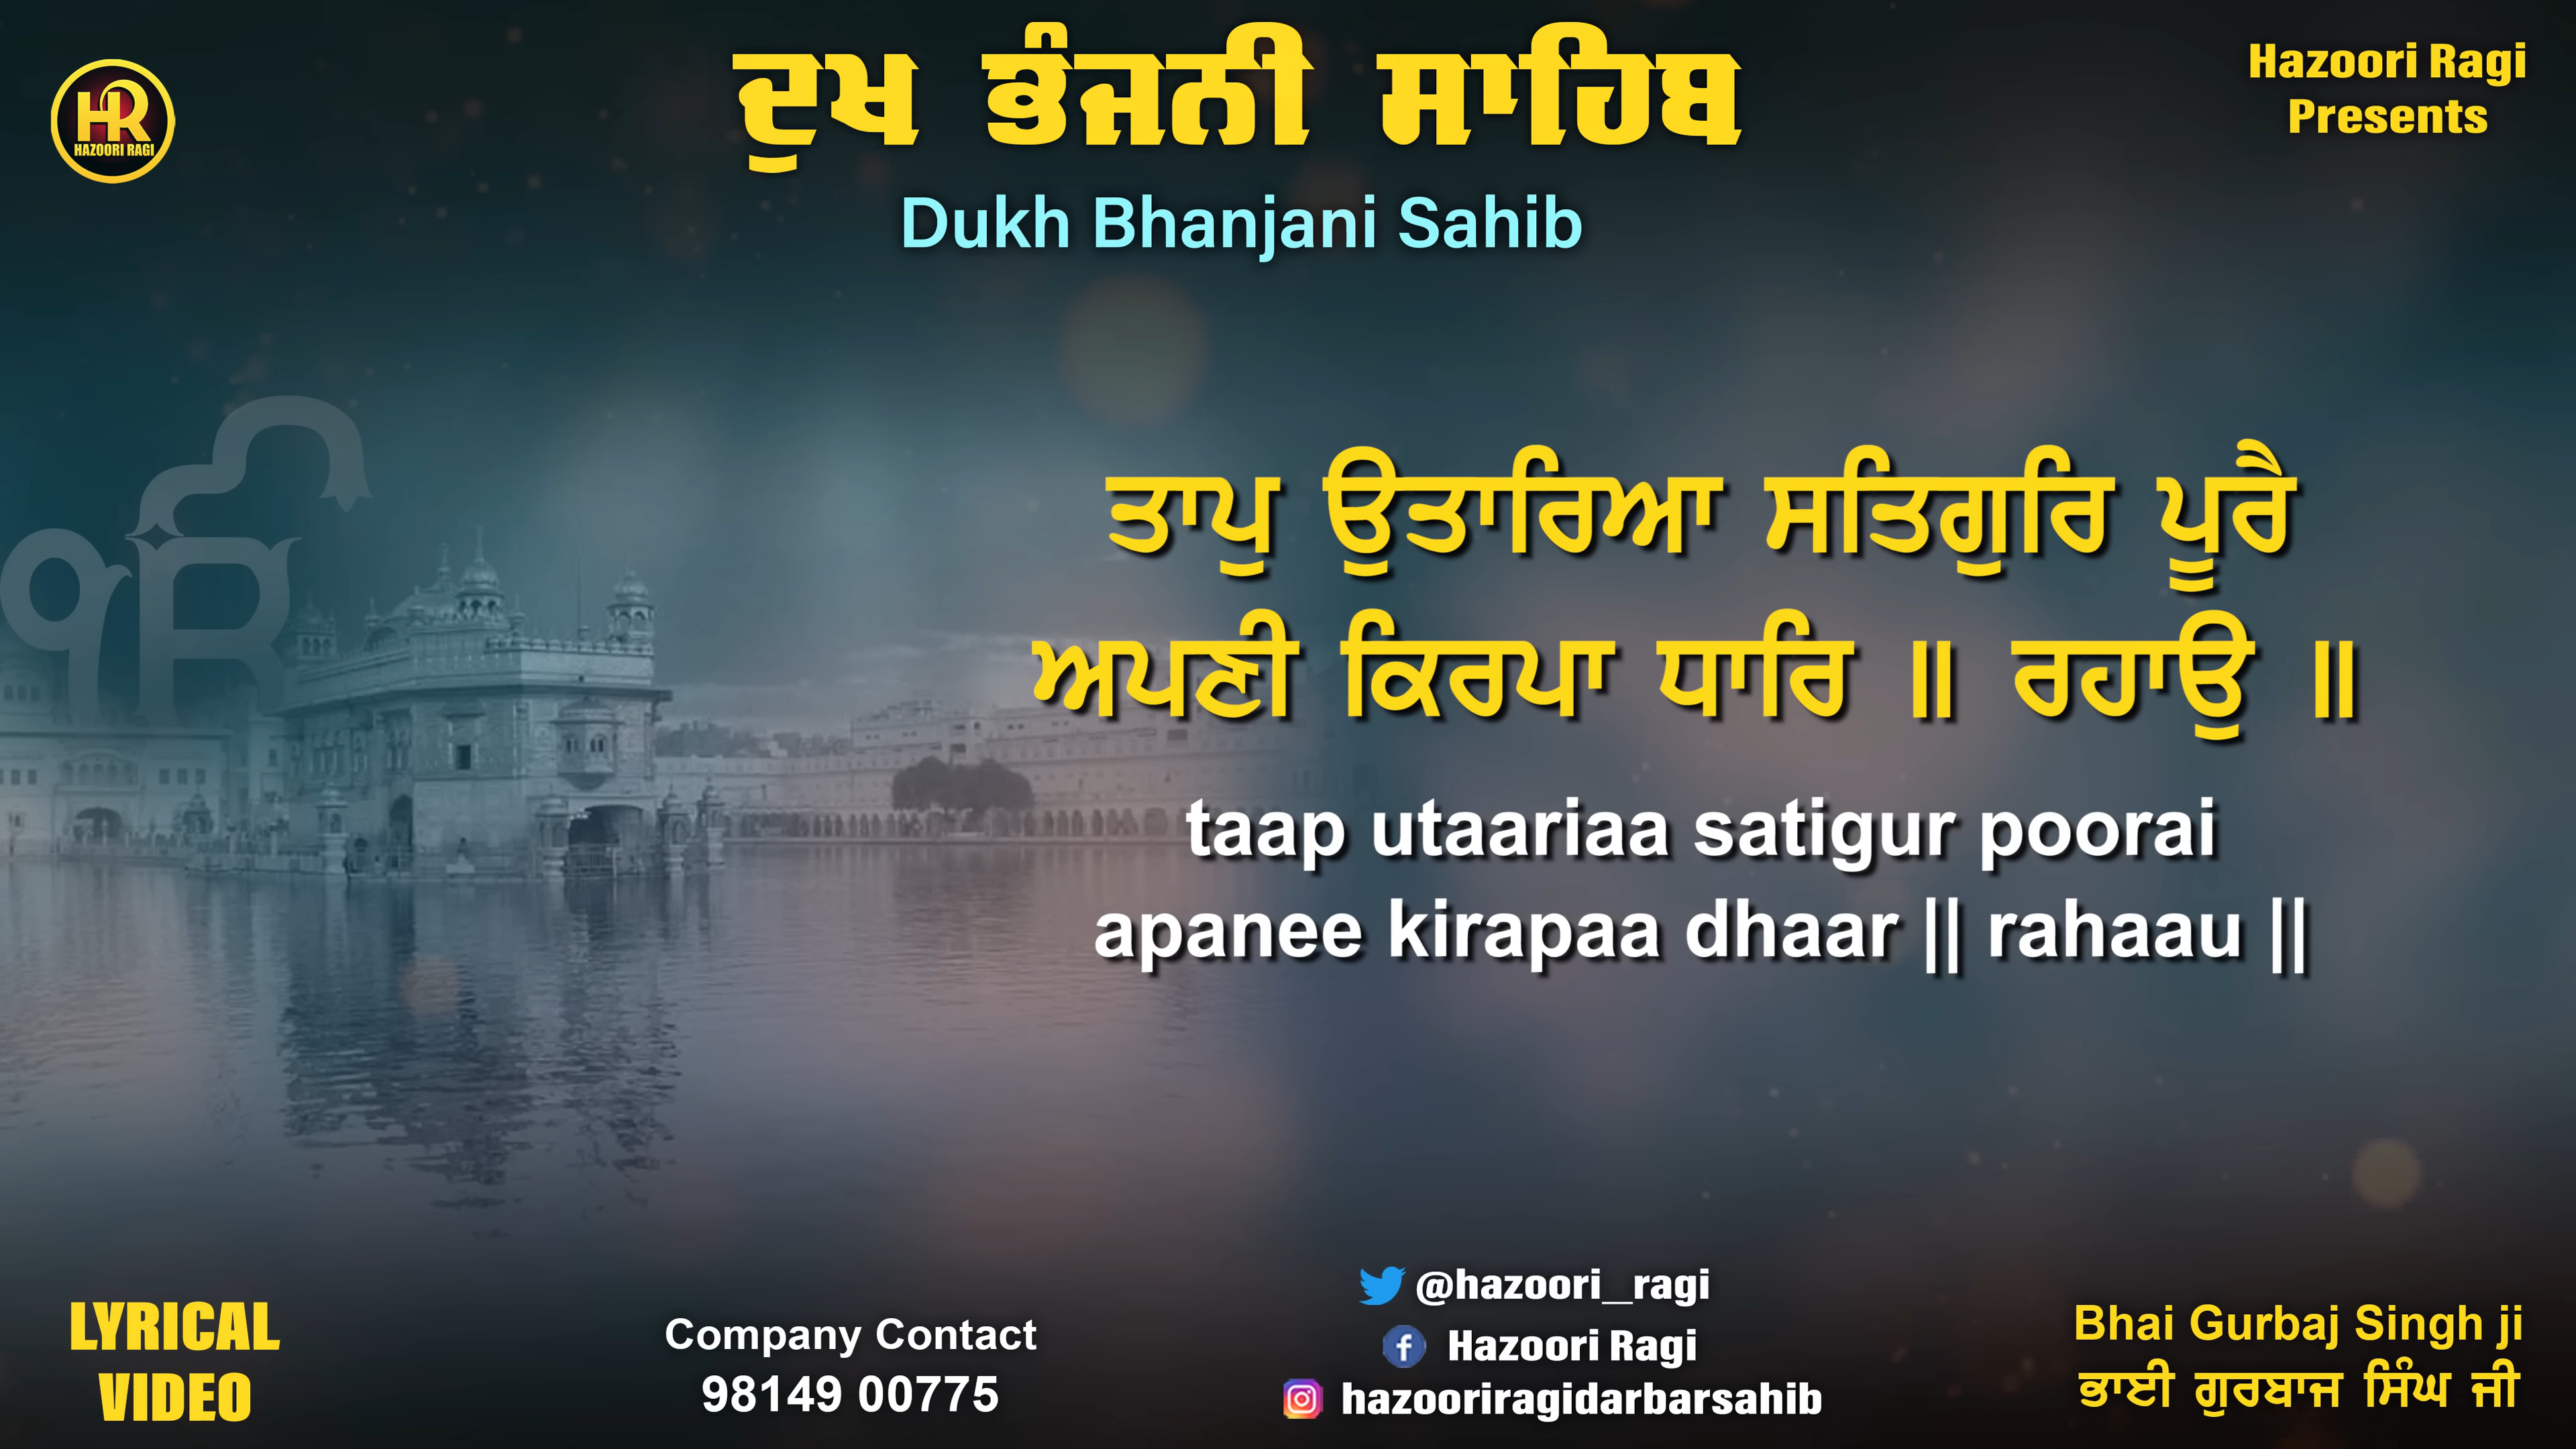 ਦੁਖ ਭੰਜਨੀ ਸਾਹਿਬ
Dukh Bhanjani Sahib
HR
HAZOORI RAGI
Hazoori Ragi
Presents
ੴ
ਤਾਪੁ ਉਤਾਰਿਆ ਸਤਿਗੁਰਿ ਪੂਰੈ
ਅਪਣੀ ਕਿਰਪਾ ਧਾਰਿ ॥ ਰਹਾਉ ॥
taap utaariaa satigur poorai
apanee kirapaa dhaar || rahaau ||
LYRICAL
VIDEO
Company Contact
98149 00775
@hazoori__ragi
Hazoori Ragi
hazooriragidarbarsahib
Bhai Gurbaj Singh ji
ਭਾਈ ਗੁਰਬਾਜ ਸਿੰਘ ਜੀ